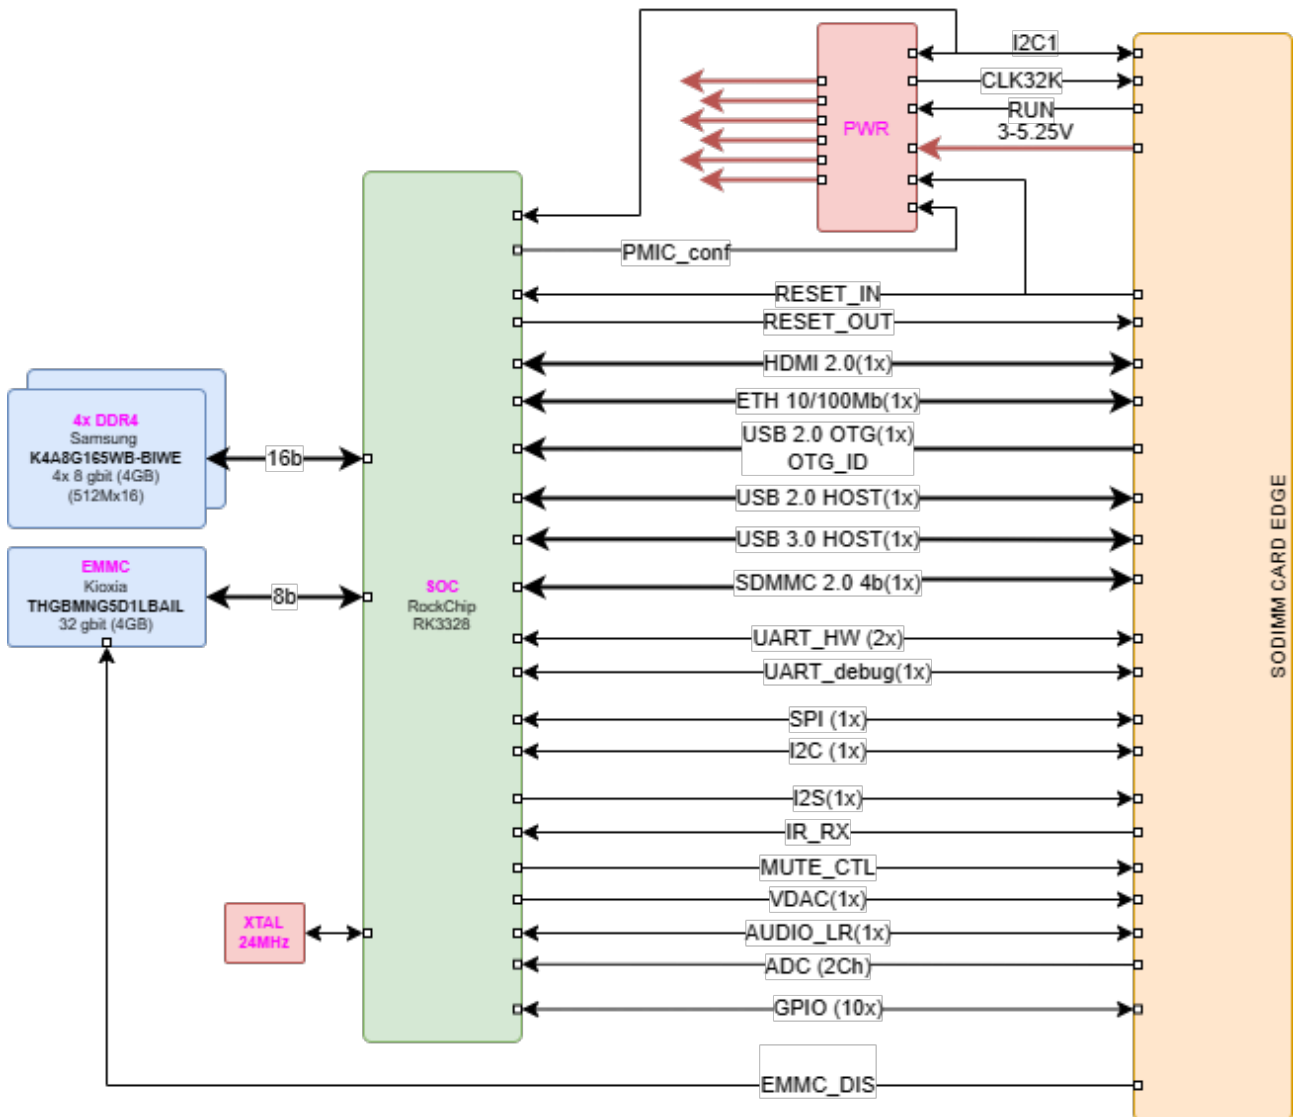 I2C1
CLK32K
RUN
3-5.25V
PWR
PMIC_conf
RESET_IN
RESET_OUT
HDMI 2.0(1x)
ETH 10/100Mb(1x)
USB 2.0 OTG(1x)
OTG_ID
USB 2.0 HOST(1x)
USB 3.0 HOST(1x)
SDMMC 2.0 4b(1x)
UART_HW (2x)
UART_debug(1x)
SPI (1x)
I2C (1x)
I2S(1x)
IR_RX
MUTE_CTL
VDAC(1x)
AUDIO_LR(1x)
ADC (2Ch)
GPIO (10x)
EMMC_DIS
4x DDR4
Samsung
K4A8G165WB-BIWE
4x 8 gbit (4GB)
(512Mx16)
16b
EMMC
Kioxia
THGBMNG5D1LBAIL
32 gbit (4GB)
8b
SOC
RockChip
RK3328
XTAL
24MHz
SODIMM CARD EDGE